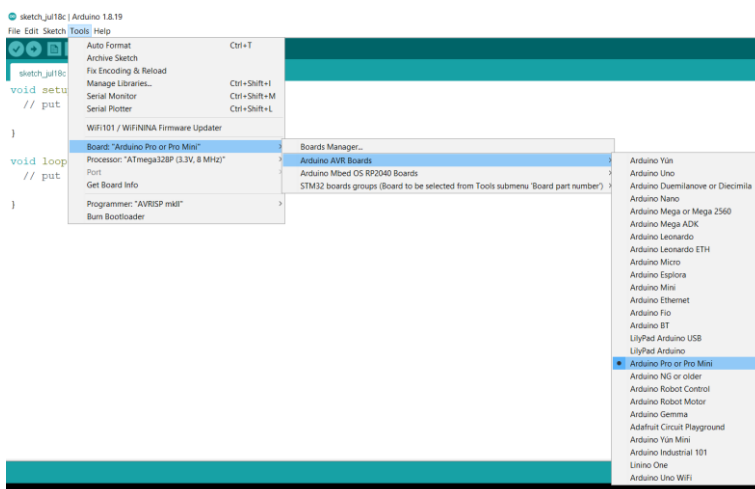 sketch_jul18c | Arduino 1.8.19
File Edit Sketch Tools Help
sketch_jul18c
void setu
// put
}
void loop
// put
}
Auto Format Ctrl+T
Archive Sketch
Fix Encoding & Reload
Manage Libraries... Ctrl+Shift+I
Serial Monitor Ctrl+Shift+M
Serial Plotter Ctrl+Shift+L
WiFi101 / WiFiNINA Firmware Updater
Board: "Arduino Pro or Pro Mini"
Processor: "ATmega328P (3.3V, 8 MHz)"
Port
Get Board Info
Programmer: "AVRISP mkII"
Burn Bootloader
Boards Manager...
Arduino AVR Boards
Arduino Mbed OS RP2040 Boards
STM32 boards groups (Board to be selected from Tools submenu 'Board part number')
Arduino Yún
Arduino Uno
Arduino Duemilanove or Diecimila
Arduino Nano
Arduino Mega or Mega 2560
Arduino Mega ADK
Arduino Leonardo
Arduino Leonardo ETH
Arduino Micro
Arduino Esplora
Arduino Mini
Arduino Ethernet
Arduino Fio
Arduino BT
LilyPad Arduino USB
LilyPad Arduino
Arduino Pro or Pro Mini
Arduino NG or older
Arduino Robot Control
Arduino Robot Motor
Arduino Gemma
Adafruit Circuit Playground
Arduino Yún Mini
Arduino Industrial 101
Linino One
Arduino Uno WiFi